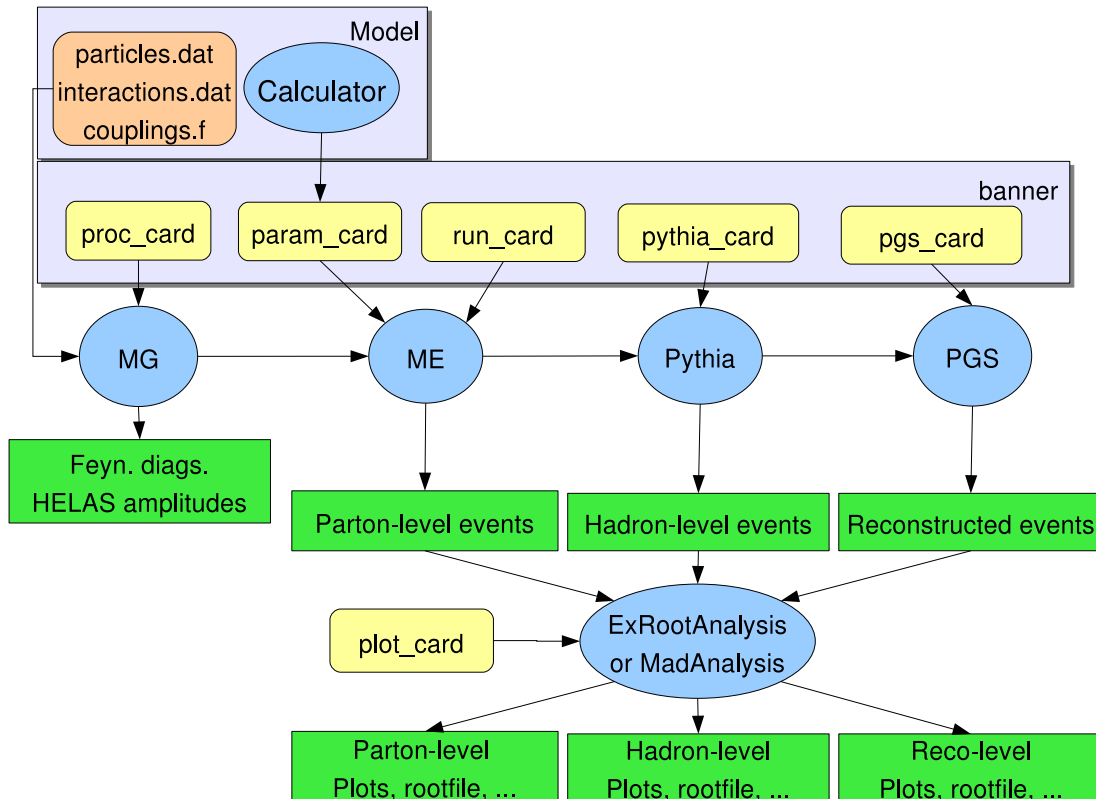 Model
particles.dat
interactions.dat
couplings.f
Calculator
banner
proc_card
param_card
run_card
pythia_card
pgs_card
MG
ME
Pythia
PGS
Feyn. diags.
HELAS amplitudes
Parton-level events
Hadron-level events
Reconstructed events
plot_card
ExRootAnalysis
or MadAnalysis
Parton-level
Plots, rootfile, ...
Hadron-level
Plots, rootfile, ...
Reco-level
Plots, rootfile, ...